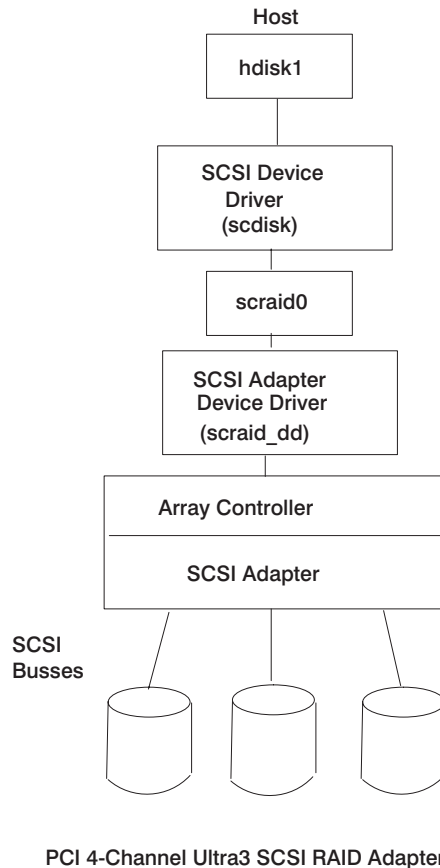 Host
hdisk1
SCSI Device
Driver
(scdisk)
scraid0
SCSI Adapter
Device Driver
(scraid_dd)
Array Controller
SCSI Adapter
SCSI
Busses
PCI 4-Channel Ultra3 SCSI RAID Adapter